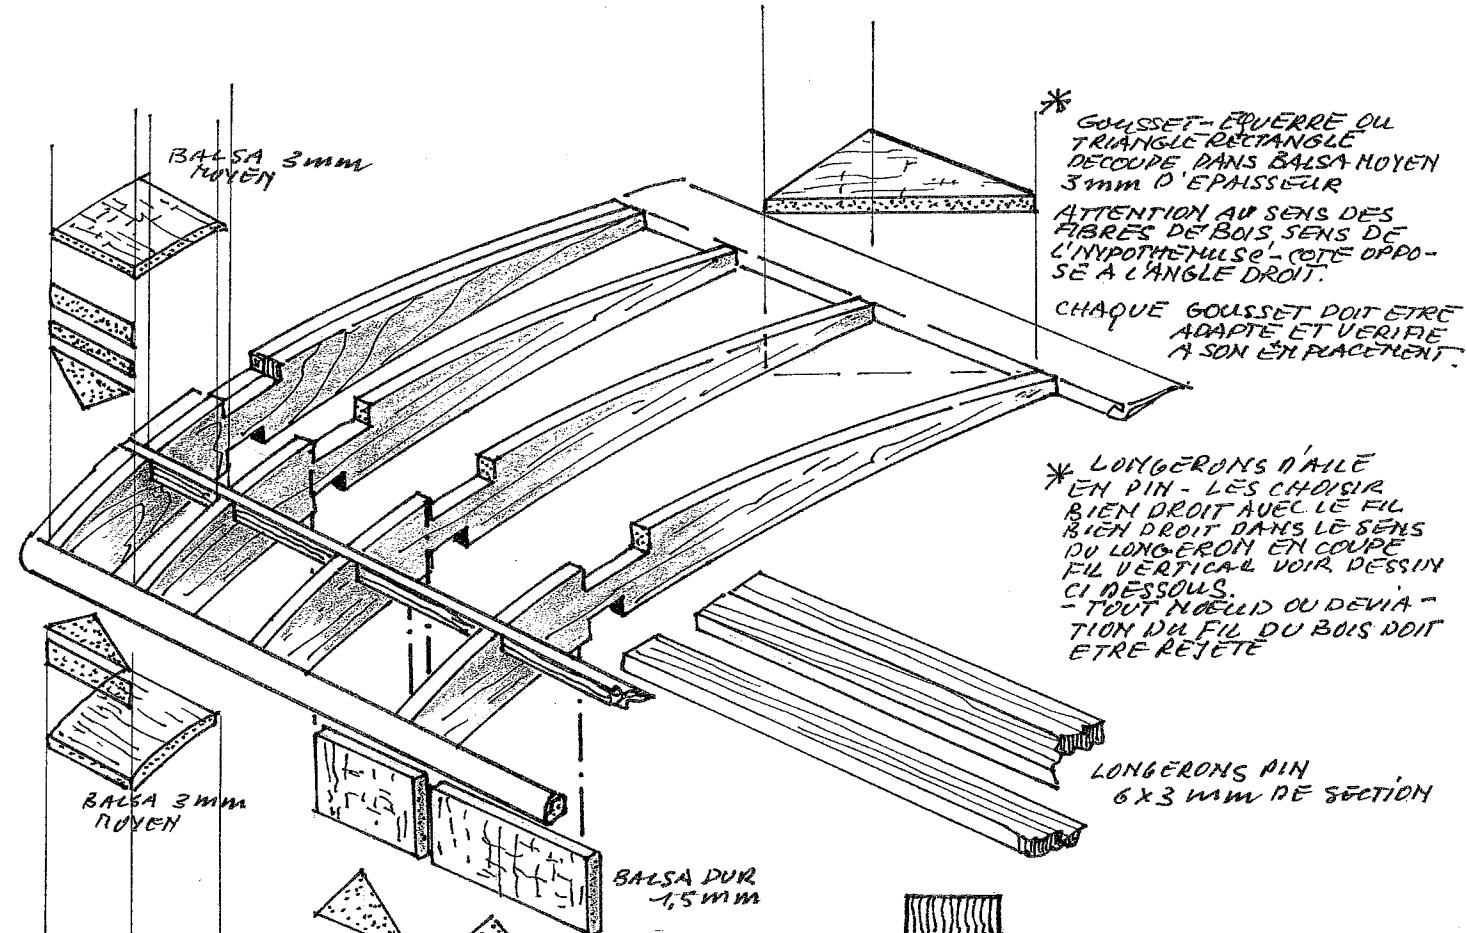 BALSA 3mm
MOYEN
*
GOUSSET-EQUERRE OU
TRIANGLE RECTANGLE
DECOUPE DANS BALSA MOYEN
3mm D'EPAISSEUR
ATTENTION AU SENS DES
FIBRES DE BOIS SENS DE
L'HYPOTHENUSE - COTE OPPO-
SE A L'ANGLE DROIT.
CHAQUE GOUSSET DOIT ETRE
ADAPTE ET VERIFIE
A SON EMPLACEMENT.
* LONGERONS D'AILE
EN PIN - LES CHOISIR
BIEN DROIT AVEC LE FIL
BIEN DROIT DANS LE SENS
DU LONGERON EN COUPE
FIL VERTICAL VOIR DESSIN
CI DESSOUS.
- TOUT NOEUD OU DEVIA-
TION DU FIL DU BOIS DOIT
ETRE REJETE
LONGERONS PIN
6X3 mm DE SECTION
BALSA 3mm
MOYEN
BALSA DUR
1,5mm